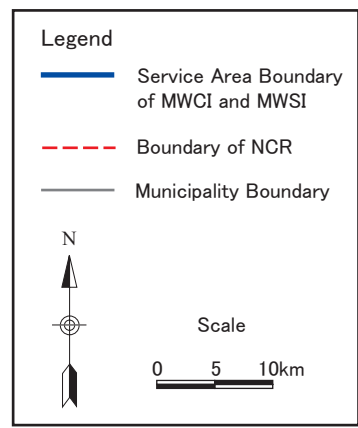 Legend
Service Area Boundary
of MWCI and MWSI
Boundary of NCR
Municipality Boundary
N
Scale
0 5 10km